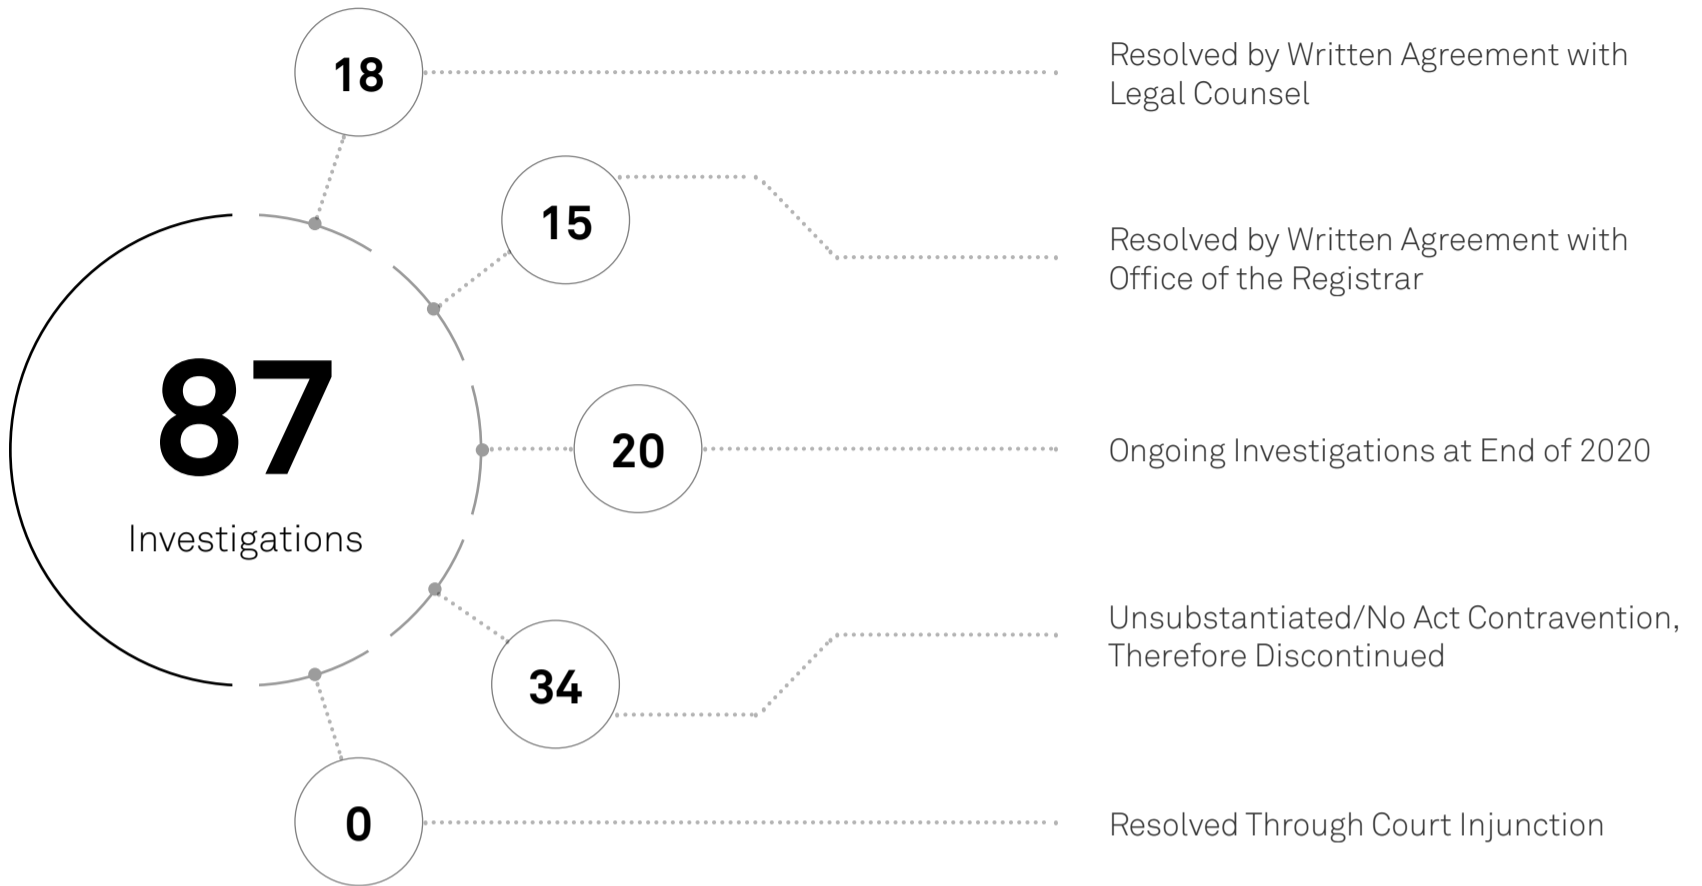 18
Resolved by Written Agreement with
Legal Counsel
15
Resolved by Written Agreement with
Office of the Registrar
87
Investigations
20
Ongoing Investigations at End of 2020
34
Unsubstantiated/No Act Contravention,
Therefore Discontinued
0
Resolved Through Court Injunction